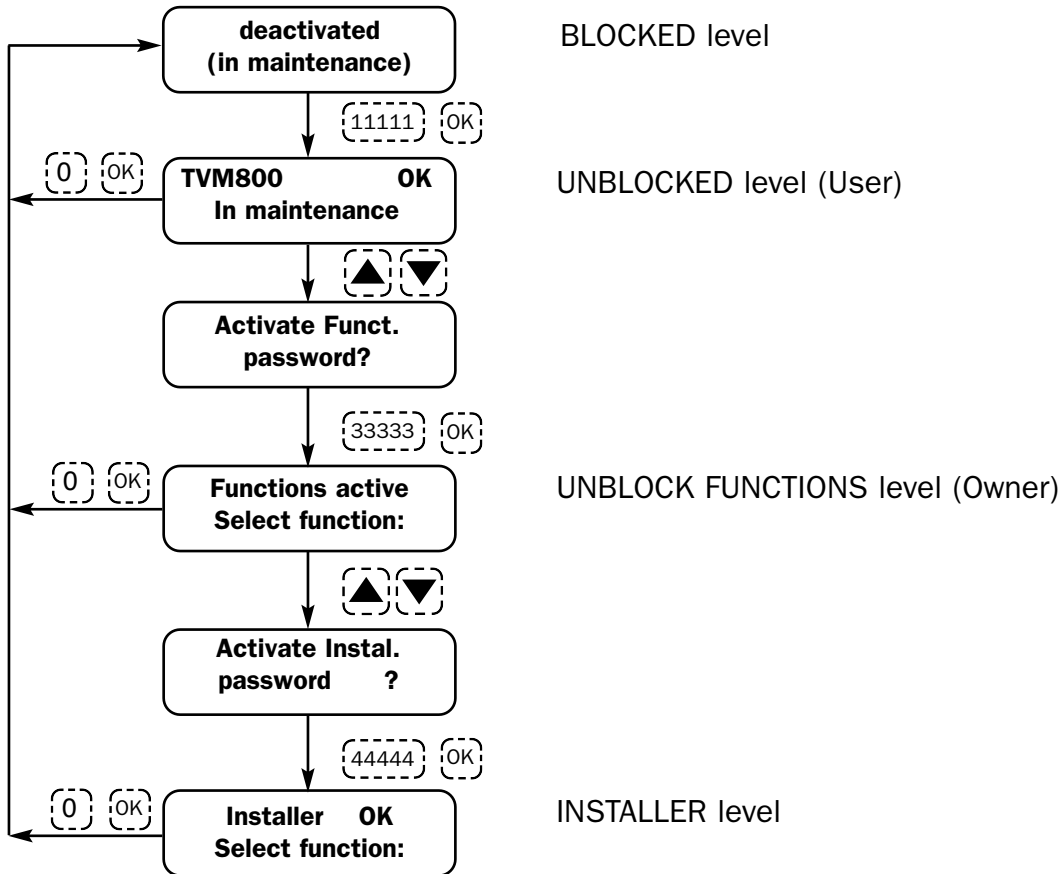 deactivated
(in maintenance)
BLOCKED level
11111 OK
0 OK
TVM800 OK
In maintenance
UNBLOCKED level (User)
Activate Funct.
password?
33333 OK
0 OK
Functions active
Select function:
UNBLOCK FUNCTIONS level (Owner)
Activate Instal.
password ?
44444 OK
0 OK
Installer OK
Select function:
INSTALLER level